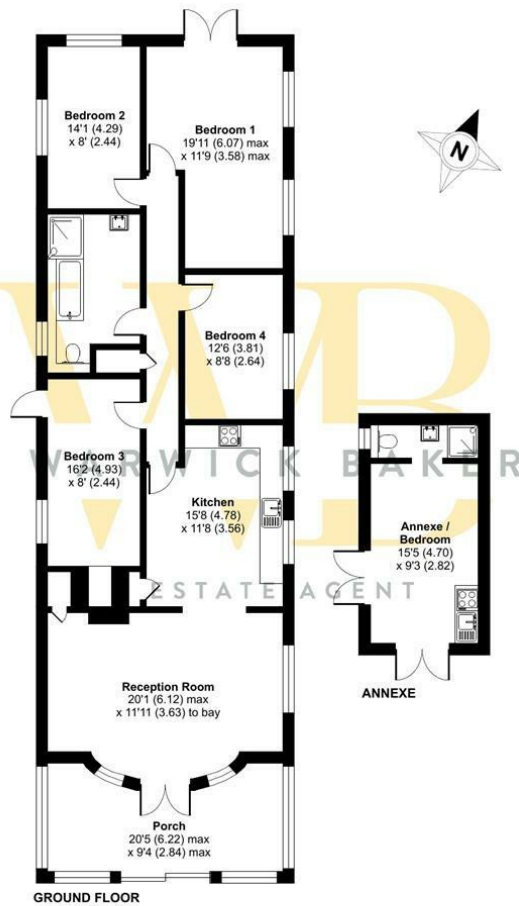 Bedroom 2
14'1 (4.29)
x 8' (2.44)
Bedroom 1
19'11 (6.07) max
x 11'9 (3.58) max
N
Bedroom 4
12'6 (3.81)
x 8'8 (2.64)
WB
WARWICK BAKER
ESTATE AGENT
Bedroom 3
16'2 (4.93)
x 8' (2.44)
Kitchen
15'8 (4.78)
x 11'8 (3.56)
Annexe /
Bedroom
15'5 (4.70)
x 9'3 (2.82)
ANNEXE
Reception Room
20'1 (6.12) max
x 11'11 (3.63) to bay
Porch
20'5 (6.22) max
x 9'4 (2.84) max
GROUND FLOOR